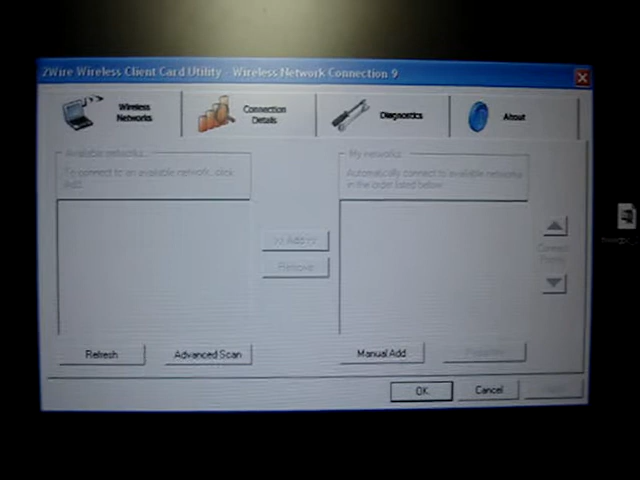 2Wire Wireless Client Card Utility - Wireless Network Connection 9
Wireless
Networks
Connection
Details
Diagnostics
About
Available networks
To connect to an available network, click
Add.
My networks
Automatically connect to available networks
in the order listed below
>> Add >>
Remove
Connect
Refresh
Advanced Scan
Manual Add
OK
Cancel